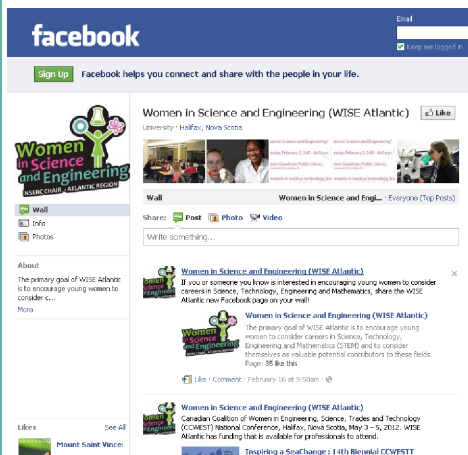 Email
facebook
Keep me logged in
Sign Up
Facebook helps you connect and share with the people in your life.
Women in Science and Engineering
NSERC CHAIR ATLANTIC REGION
Wall
Info
Photos
About
The primary goal of WISE Atlantic
is to encourage young women to
consider c...
More
Likes
See All
Mount Saint Vince
Women in Science and Engineering (WISE Atlantic)
Like
University · Halifax, Nova Scotia
Wall
Women in Science and Engi... · Everyone (Top Posts)
Share: Post Photo Video
Write something...
Women in Science and Engineering (WISE Atlantic)
If you or someone you know is interested in encouraging young women to consider
careers in Science, Technology, Engineering and Mathematics, share the WISE
Atlantic new Facebook page on your wall!
Women in Science and Engineering (WISE Atlantic)
The primary goal of WISE Atlantic is to encourage young
women to consider careers in Science, Technology,
Engineering and Mathematics (STEM) and to consider
themselves as valuable potential contributors to these fields.
Page: 35 like this
Like · Comment · February 16 at 9:58am
Women in Science and Engineering (WISE Atlantic)
Canadian Coalition of Women in Engineering, Science, Trades and Technology
(CCWEST) National Conference, Halifax, Nova Scotia, May 3 – 5, 2012. WISE
Atlantic has funding that is available for professionals to attend.
Inspiring a SeaChange : 14th Biennial CCWESTT